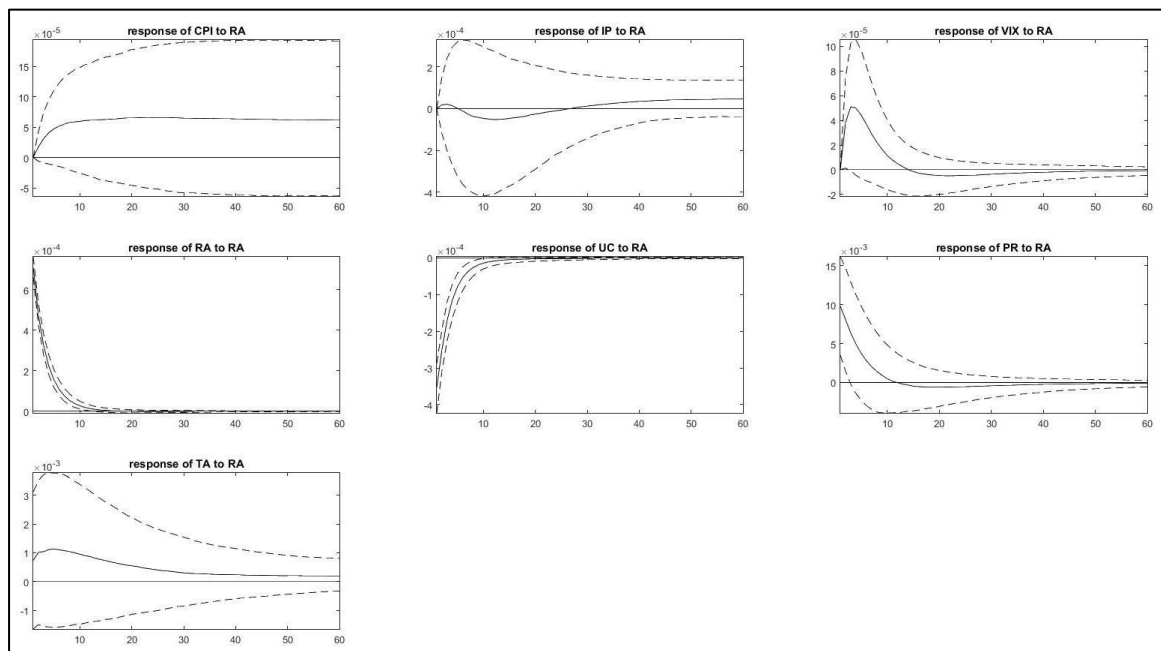 response of CPI to RA
×10⁻⁵
15
10
5
0
-5
10 20 30 40 50 60
response of IP to RA
×10⁻⁴
2
0
-2
-4
10 20 30 40 50 60
response of VIX to RA
×10⁻⁵
10
8
6
4
2
0
-2
10 20 30 40 50 60
response of RA to RA
×10⁻⁴
6
4
2
0
10 20 30 40 50 60
response of UC to RA
×10⁻⁴
0
-1
-2
-3
-4
10 20 30 40 50 60
response of PR to RA
×10⁻³
15
10
5
0
10 20 30 40 50 60
response of TA to RA
×10⁻³
3
2
1
0
-1
10 20 30 40 50 60